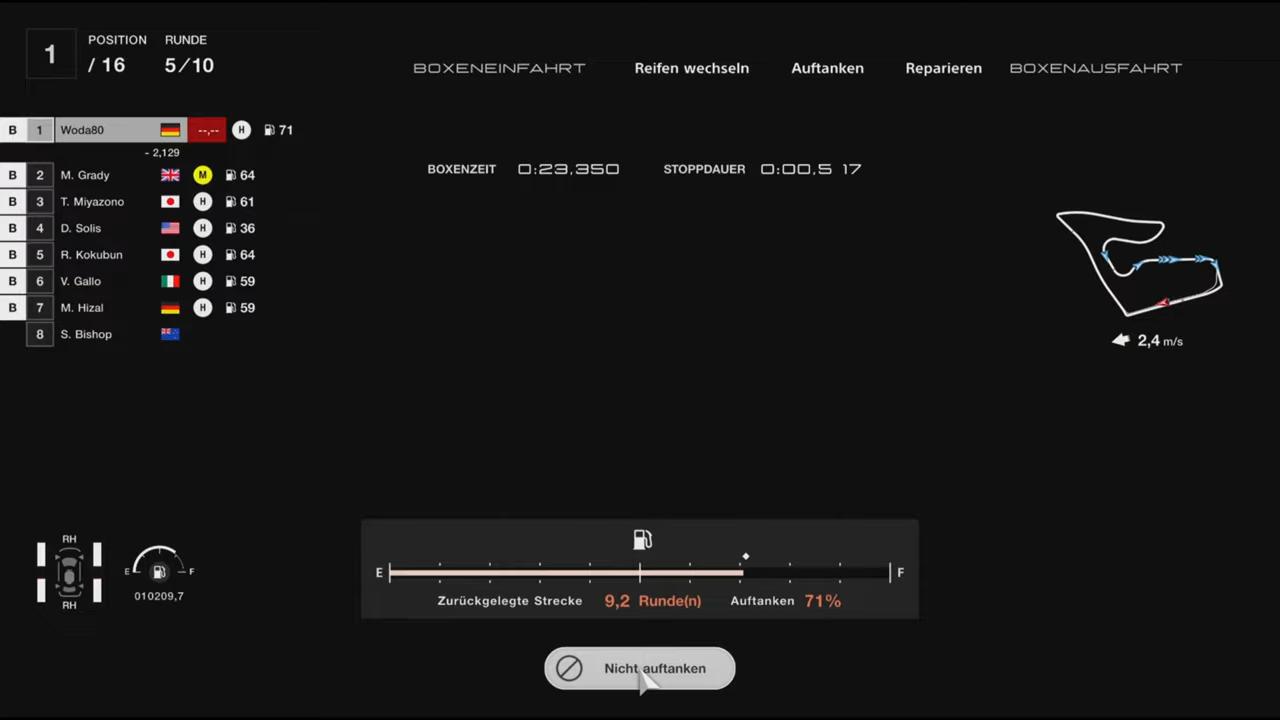 1
POSITION
/ 16
RUNDE
5/10
BOXENEINFAHRT
Reifen wechseln
Auftanken
Reparieren
BOXENAUSFAHRT
B 1 Woda80 --,-- H 71
- 2,129
B 2 M. Grady M 64
B 3 T. Miyazono H 61
B 4 D. Solis H 36
B 5 R. Kokubun H 64
B 6 V. Gallo H 59
B 7 M. Hizal H 59
8 S. Bishop
BOXENZEIT 0:23,350 STOPPDAUER 0:00,5 17
2,4 m/s
RH
RH
E F
010209,7
E F
Zurückgelegte Strecke 9,2 Runde(n) Auftanken 71%
Nicht auftanken